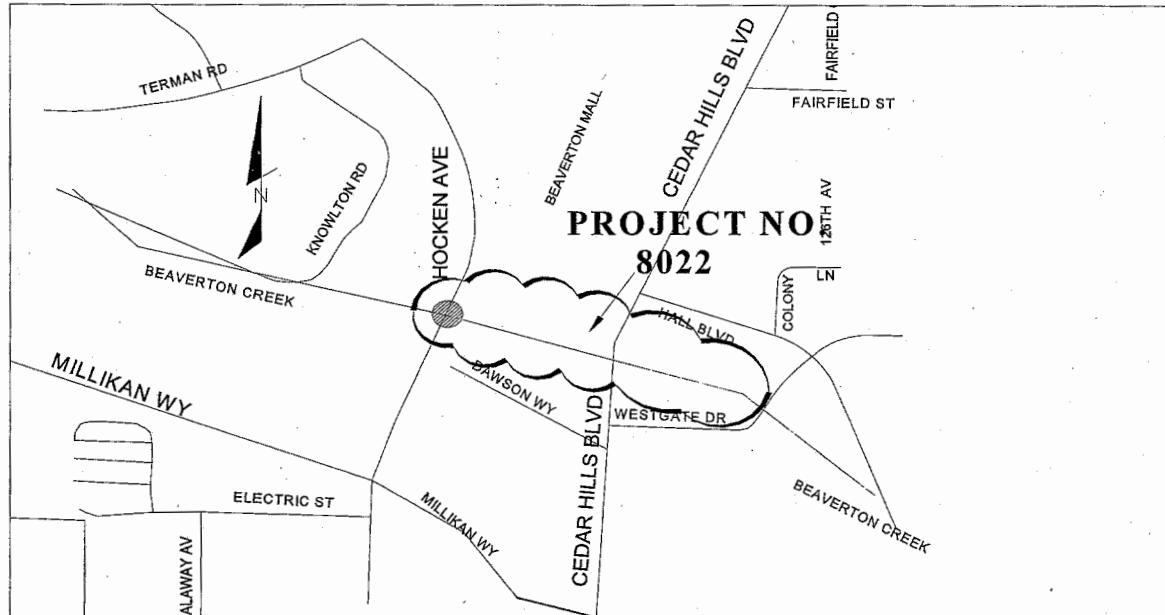 TERMAN RD
KNOWLTON RD
HOCKEN AVE
BEAVERTON MALL
CEDAR HILLS BLVD
FAIRFIELD
FAIRFIELD ST
126TH AV
PROJECT NO
8022
BEAVERTON CREEK
COLONY
LN
HALL BLVD
MILLIKAN WY
DAWSON WY
WESTGATE DR
CEDAR HILLS BLVD
BEAVERTON CREEK
ELECTRIC ST
MILLIKAN WY
ALAWAY AV
N